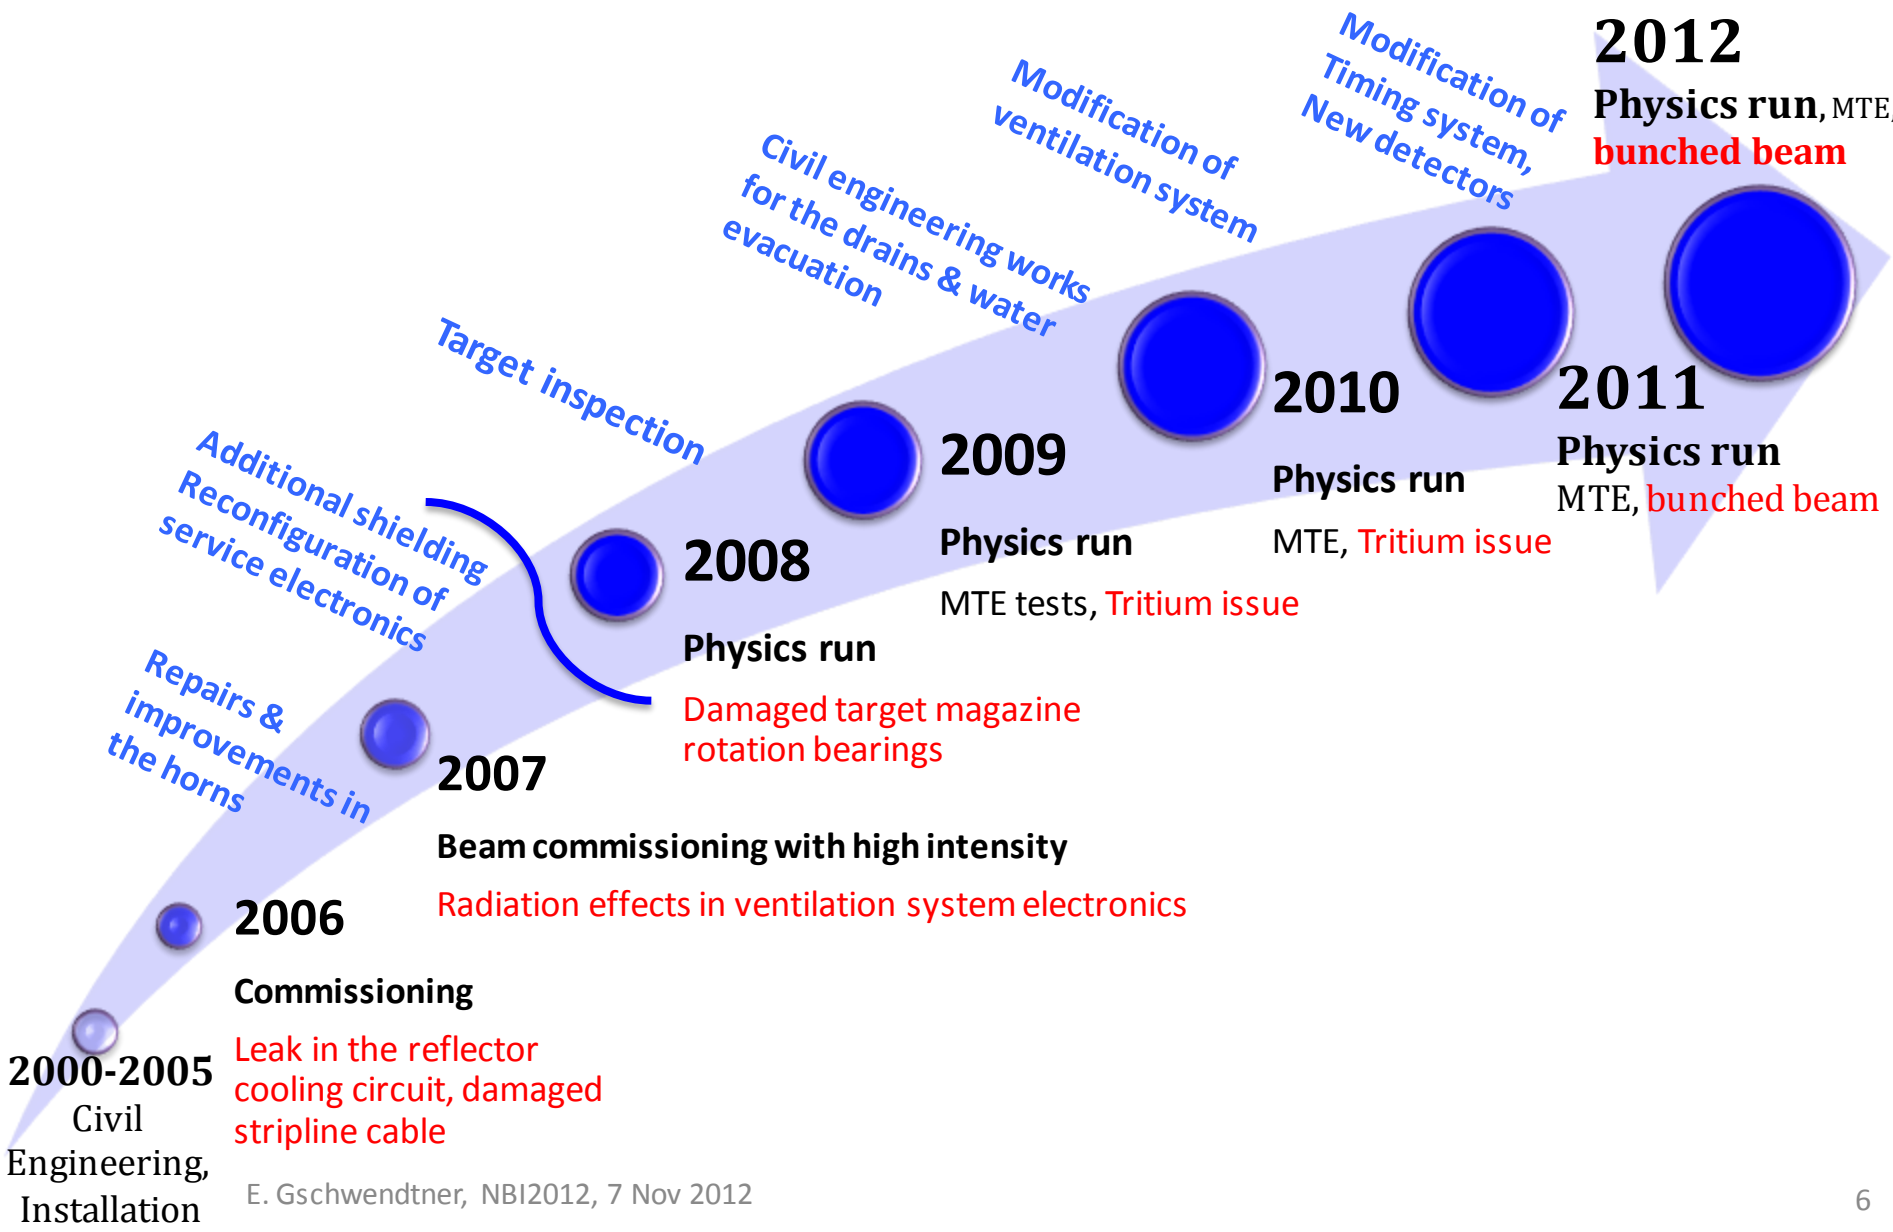 2000-2005
Civil
Engineering,
Installation
2006
Commissioning
Leak in the reflector
cooling circuit, damaged
stripline cable
Repairs &
improvements in
the horns
2007
Beam commissioning with high intensity
Radiation effects in ventilation system electronics
Additional shielding
Reconfiguration of
service electronics
2008
Physics run
Damaged target magazine
rotation bearings
Target inspection
2009
Physics run
MTE tests, Tritium issue
Civil engineering works
for the drains & water
evacuation
2010
Physics run
MTE, Tritium issue
Modification of
ventilation system
2011
Physics run
MTE, bunched beam
Modification of
Timing system,
New detectors
2012
Physics run, MTE,
bunched beam
E. Gschwendtner, NBI2012, 7 Nov 2012
6